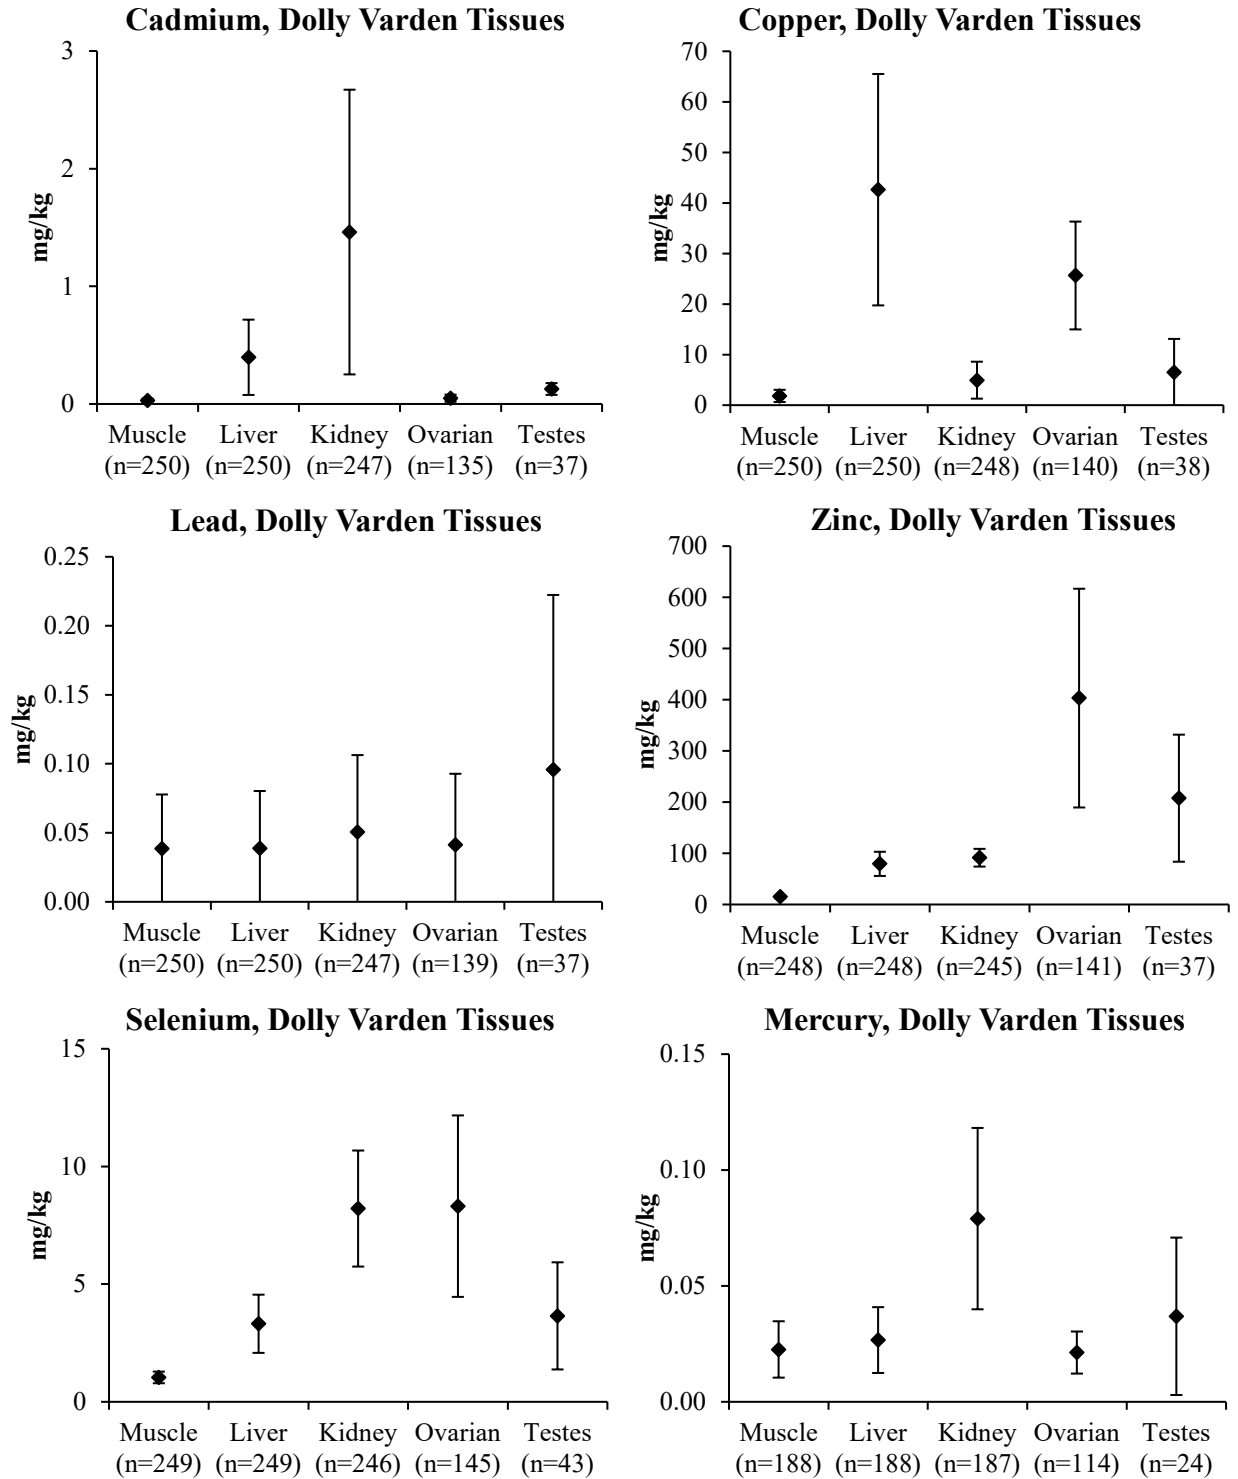 Cadmium, Dolly Varden Tissues
mg/kg
3
2
1
0
Muscle Liver Kidney Ovarian Testes
(n=250) (n=250) (n=247) (n=135) (n=37)
Copper, Dolly Varden Tissues
mg/kg
70
60
50
40
30
20
10
0
Muscle Liver Kidney Ovarian Testes
(n=250) (n=250) (n=248) (n=140) (n=38)
Lead, Dolly Varden Tissues
mg/kg
0.25
0.20
0.15
0.10
0.05
0.00
Muscle Liver Kidney Ovarian Testes
(n=250) (n=250) (n=247) (n=139) (n=37)
Zinc, Dolly Varden Tissues
mg/kg
700
600
500
400
300
200
100
0
Muscle Liver Kidney Ovarian Testes
(n=248) (n=248) (n=245) (n=141) (n=37)
Selenium, Dolly Varden Tissues
mg/kg
15
10
5
0
Muscle Liver Kidney Ovarian Testes
(n=249) (n=249) (n=246) (n=145) (n=43)
Mercury, Dolly Varden Tissues
mg/kg
0.15
0.10
0.05
0.00
Muscle Liver Kidney Ovarian Testes
(n=188) (n=188) (n=187) (n=114) (n=24)